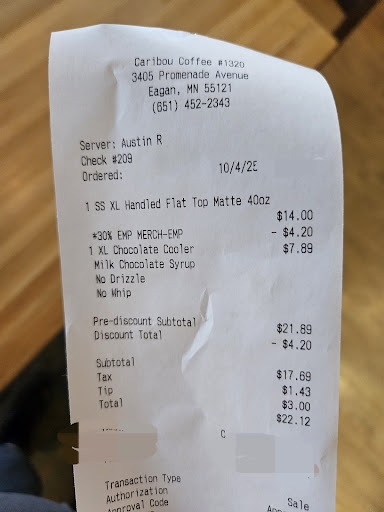 Caribou Coffee #1320
3405 Promenade Avenue
Eagan, MN 55121
(651) 452-2343
Server: Austin R
Check #209
Ordered: 10/4/25
1 SS XL Handled Flat Top Matte 40oz
$14.00
*30% EMP MERCH-EMP - $4.20
1 XL Chocolate Cooler $7.89
Milk Chocolate Syrup
No Drizzle
No Whip
Pre-discount Subtotal $21.89
Discount Total - $4.20
Subtotal $17.69
Tax $1.43
Tip $3.00
Total $22.12
C
Transaction Type Sale
Authorization
Approval Code